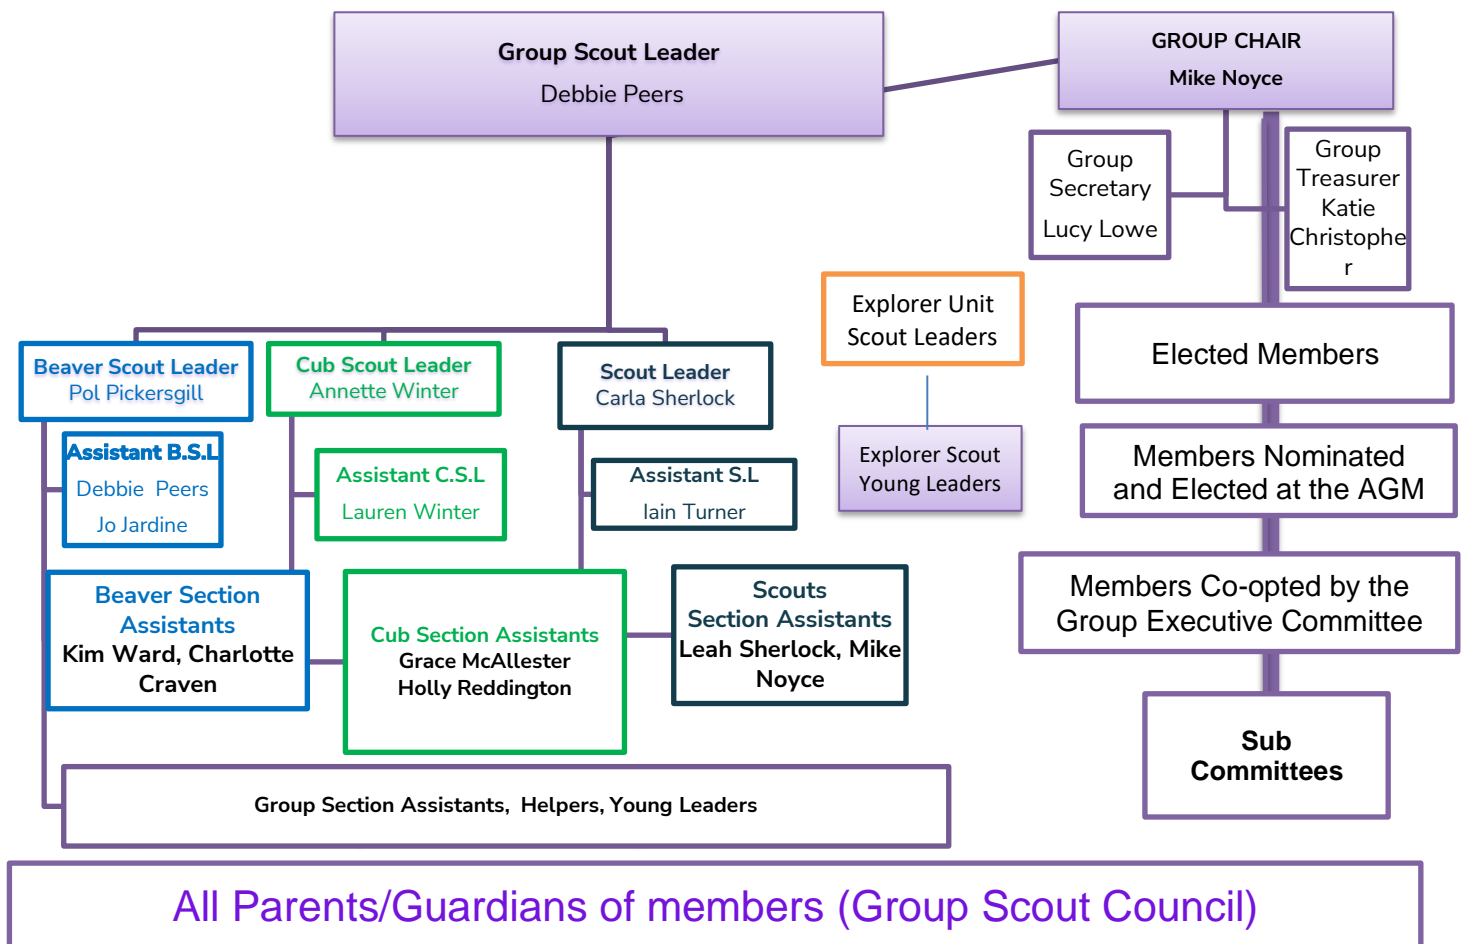 Group Scout Leader
Debbie Peers
GROUP CHAIR
Mike Noyce
Group
Secretary
Lucy Lowe
Group
Treasurer
Katie
Christophe
r
Explorer Unit
Scout Leaders
Explorer Scout
Young Leaders
Elected Members
Members Nominated
and Elected at the AGM
Members Co-opted by the
Group Executive Committee
Sub
Committees
Beaver Scout Leader
Pol Pickersgill
Cub Scout Leader
Annette Winter
Scout Leader
Carla Sherlock
Assistant B.S.L
Debbie  Peers
Jo Jardine
Assistant C.S.L
Lauren Winter
Assistant S.L
Iain Turner
Beaver Section
Assistants
Kim Ward, Charlotte
Craven
Cub Section Assistants
Grace McAllester
Holly Reddington
Scouts
Section Assistants
Leah Sherlock, Mike
Noyce
Group Section Assistants,  Helpers, Young Leaders
All Parents/Guardians of members (Group Scout Council)